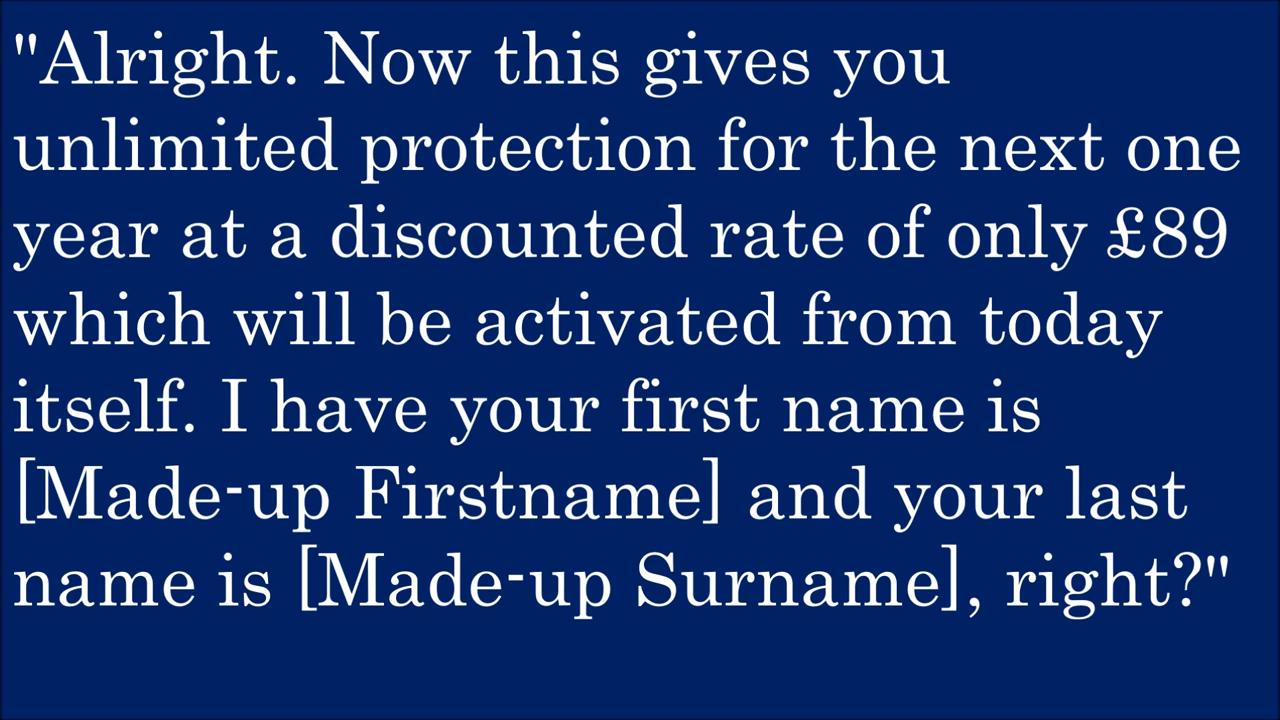 "Alright. Now this gives you
unlimited protection for the next one
year at a discounted rate of only £89
which will be activated from today
itself. I have your first name is
[Made-up Firstname] and your last
name is [Made-up Surname], right?"